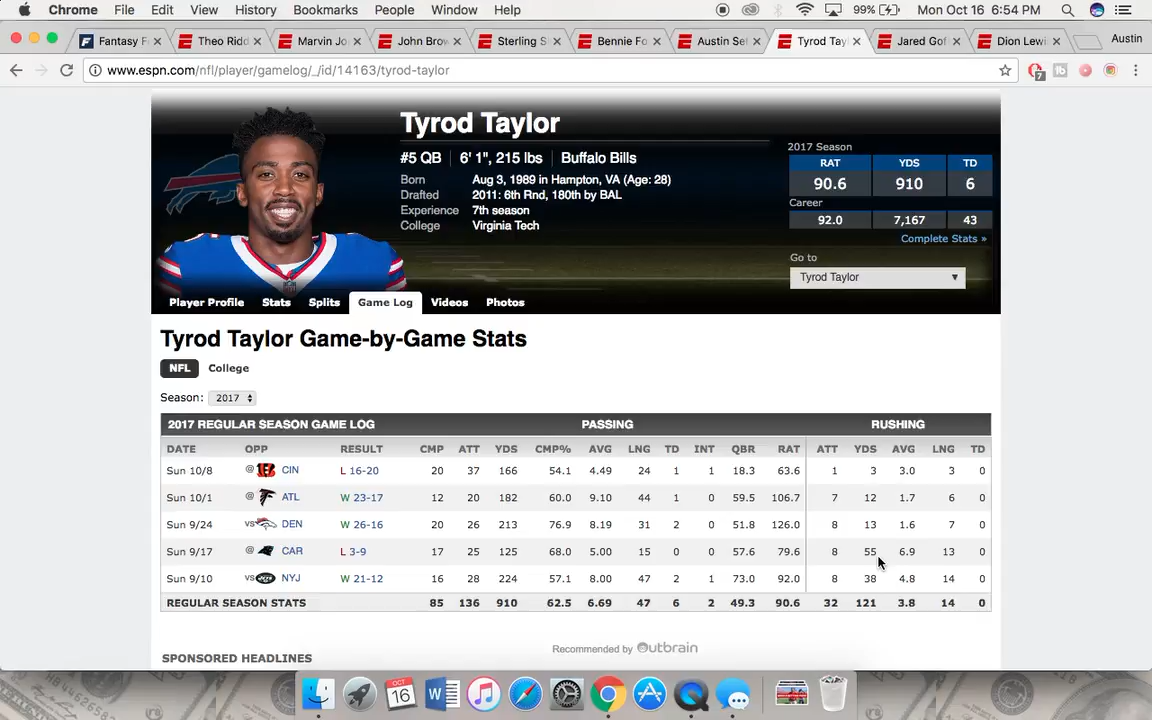 Chrome File Edit View History Bookmarks People Window Help 99% Mon Oct 16 6:54 PM
Fantasy F Theo Ridd Marvin Jo John Brow Sterling S Bennie Fo Austin Sef Tyrod Tay Jared Gof Dion Lewi Austin
www.espn.com/nfl/player/gamelog/_/id/14163/tyrod-taylor 7
Tyrod Taylor
#5 QB 6' 1", 215 lbs Buffalo Bills
Born Aug 3, 1989 in Hampton, VA (Age: 28)
Drafted 2011: 6th Rnd, 180th by BAL
Experience 7th season
College Virginia Tech
2017 Season
RAT YDS TD
90.6 910 6
Career
92.0 7,167 43
Complete Stats »
Go to
Tyrod Taylor
Player Profile Stats Splits Game Log Videos Photos
Tyrod Taylor Game-by-Game Stats
NFL College
Season: 2017
2017 REGULAR SEASON GAME LOG PASSING RUSHING
DATE OPP RESULT CMP ATT YDS CMP% AVG LNG TD INT QBR RAT ATT YDS AVG LNG TD
Sun 10/8 @ CIN L 16-20 20 37 166 54.1 4.49 24 1 1 18.3 63.6 1 3 3.0 3 0
Sun 10/1 @ ATL W 23-17 12 20 182 60.0 9.10 44 1 0 59.5 106.7 7 12 1.7 6 0
Sun 9/24 vs DEN W 26-16 20 26 213 76.9 8.19 31 2 0 51.8 126.0 8 13 1.6 7 0
Sun 9/17 @ CAR L 3-9 17 25 125 68.0 5.00 15 0 0 57.6 79.6 8 55 6.9 13 0
Sun 9/10 vs NYJ W 21-12 16 28 224 57.1 8.00 47 2 1 73.0 92.0 8 38 4.8 14 0
REGULAR SEASON STATS 85 136 910 62.5 6.69 47 6 2 49.3 90.6 32 121 3.8 14 0
Recommended by Outbrain
SPONSORED HEADLINES
OCT
16
W